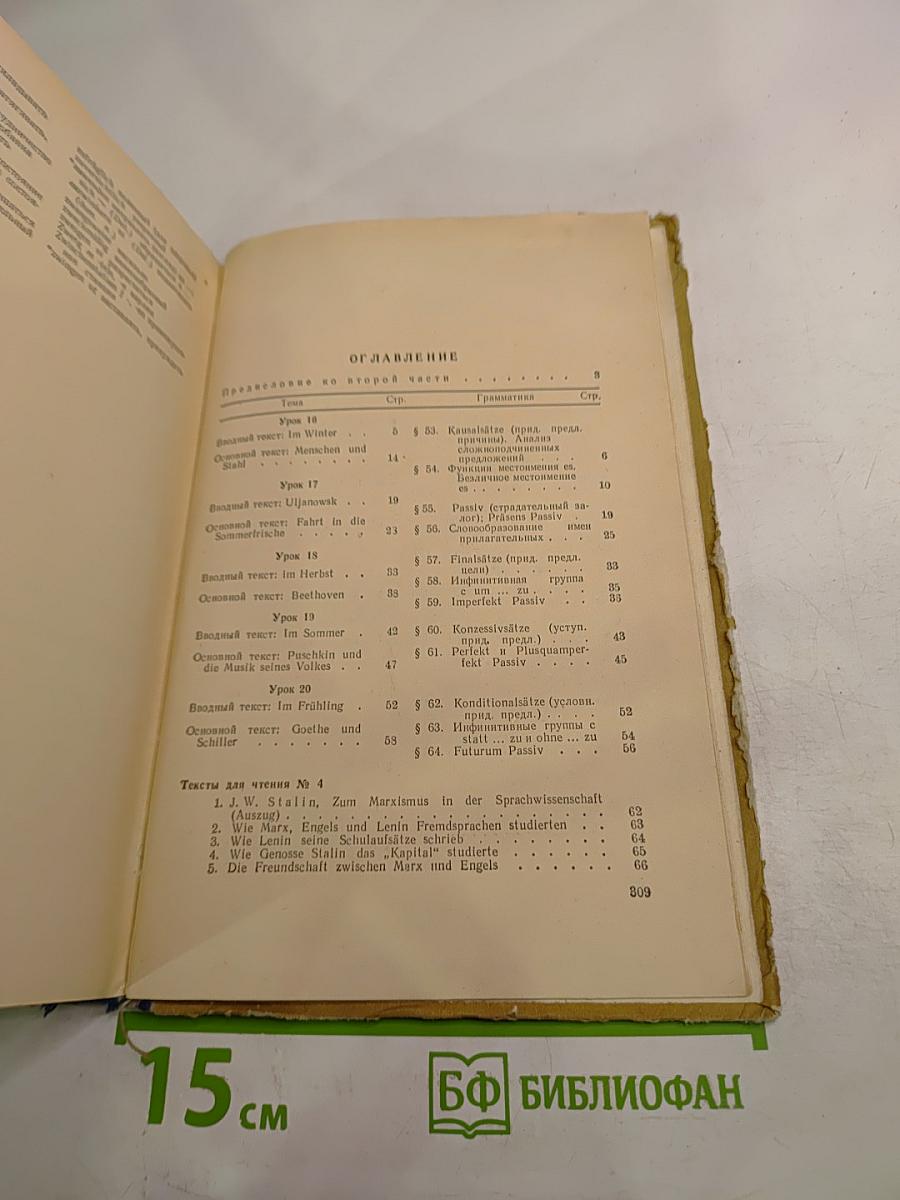 ОГЛАВЛЕНИЕ
Предисловие ко второй части . . . . . . . . 3
Тема Стр. Грамматика Стр.
Урок 16
Вводный текст: Im Winter . . 5
Основной текст: Menschen und
Stahl . . . . . . . 14
§ 53. Kausalsätze (прид. предл.
причины). Анализ
сложноподчиненных
предложений . . . 6
§ 54. Функции местоимения es.
Безличное местоимение
es . . . . . . . . 10
Урок 17
Вводный текст: Uljanowsk . . 19
Основной текст: Fahrt in die
Sommerfrische . . . . . 23
§ 55. Passiv (страдательный за-
лог); Präsens Passiv . 19
§ 56. Словообразование имен
прилагательных . . . 25
Урок 18
Вводный текст: Im Herbst . . 33
Основной текст: Beethoven . 38
§ 57. Finalsätze (прид. предл.
цели) . . . . . . 33
§ 58. Инфинитивная группа
с um ... zu . . . . 35
§ 59. Imperfekt Passiv . . 36
Урок 19
Вводный текст: Im Sommer . 42
Основной текст: Puschkin und
die Musik seines Volkes . . 47
§ 60. Konzessivsätze (уступ.
прид. предл.) . . . 43
§ 61. Perfekt и Plusquamper-
fekt Passiv . . . . 45
Урок 20
Вводный текст: Im Frühling . 52
Основной текст: Goethe und
Schiller . . . . . . . 58
§ 62. Konditionalsätze (условн.
прид. предл.) . . . . 52
§ 63. Инфинитивные группы с
statt ... zu и ohne ... zu 54
§ 64. Futurum Passiv . . . 56
Тексты для чтения № 4
1. J. W. Stalin, Zum Marxismus in der Sprachwissenschaft
(Auszug) . . . . . . . . . . . . . . . . . 62
2. Wie Marx, Engels und Lenin Fremdsprachen studierten . . 63
3. Wie Lenin seine Schulaufsätze schrieb . . . . . . . . 64
4. Wie Genosse Stalin das „Kapital“ studierte . . . . . . 65
5. Die Freundschaft zwischen Marx und Engels . . . . . . 66
309
15 см
БФ БИБЛИОФАН